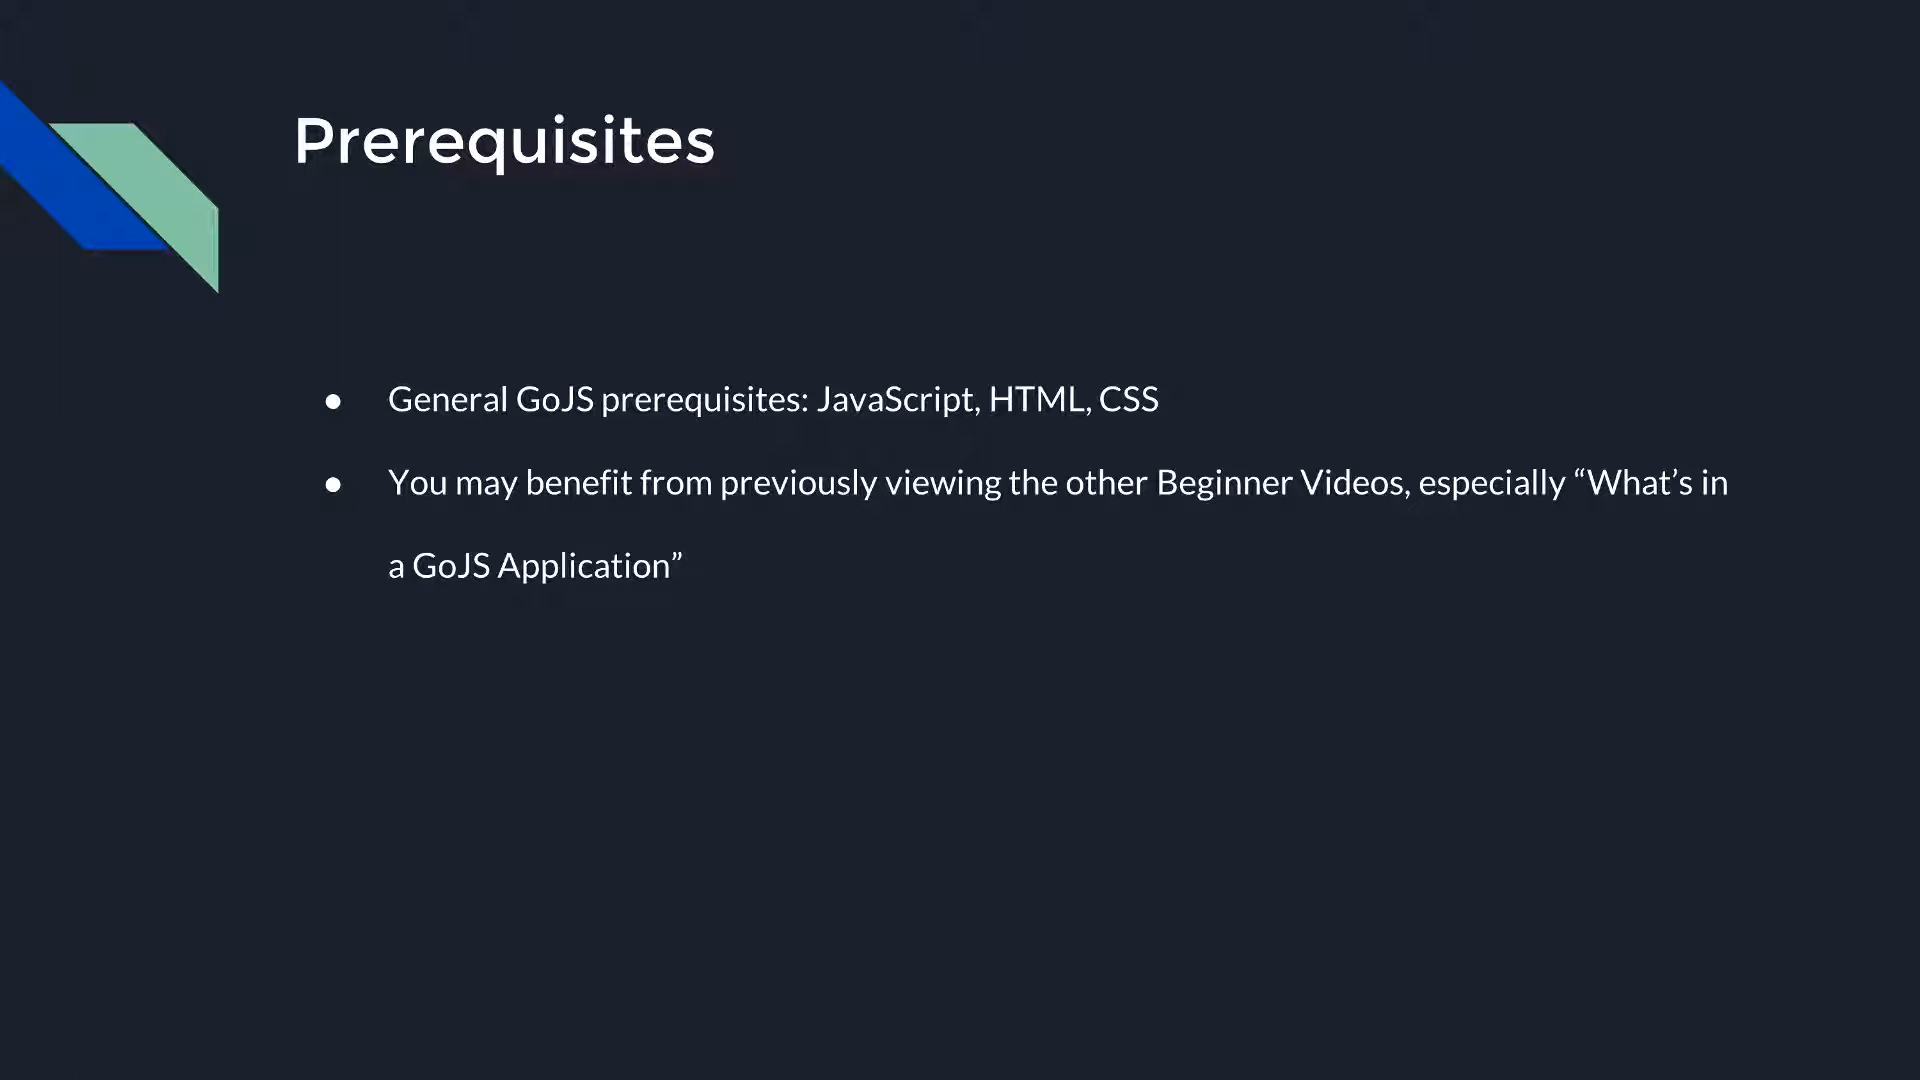 Prerequisites
● General GoJS prerequisites: JavaScript, HTML, CSS
● You may benefit from previously viewing the other Beginner Videos, especially “What’s in
a GoJS Application”